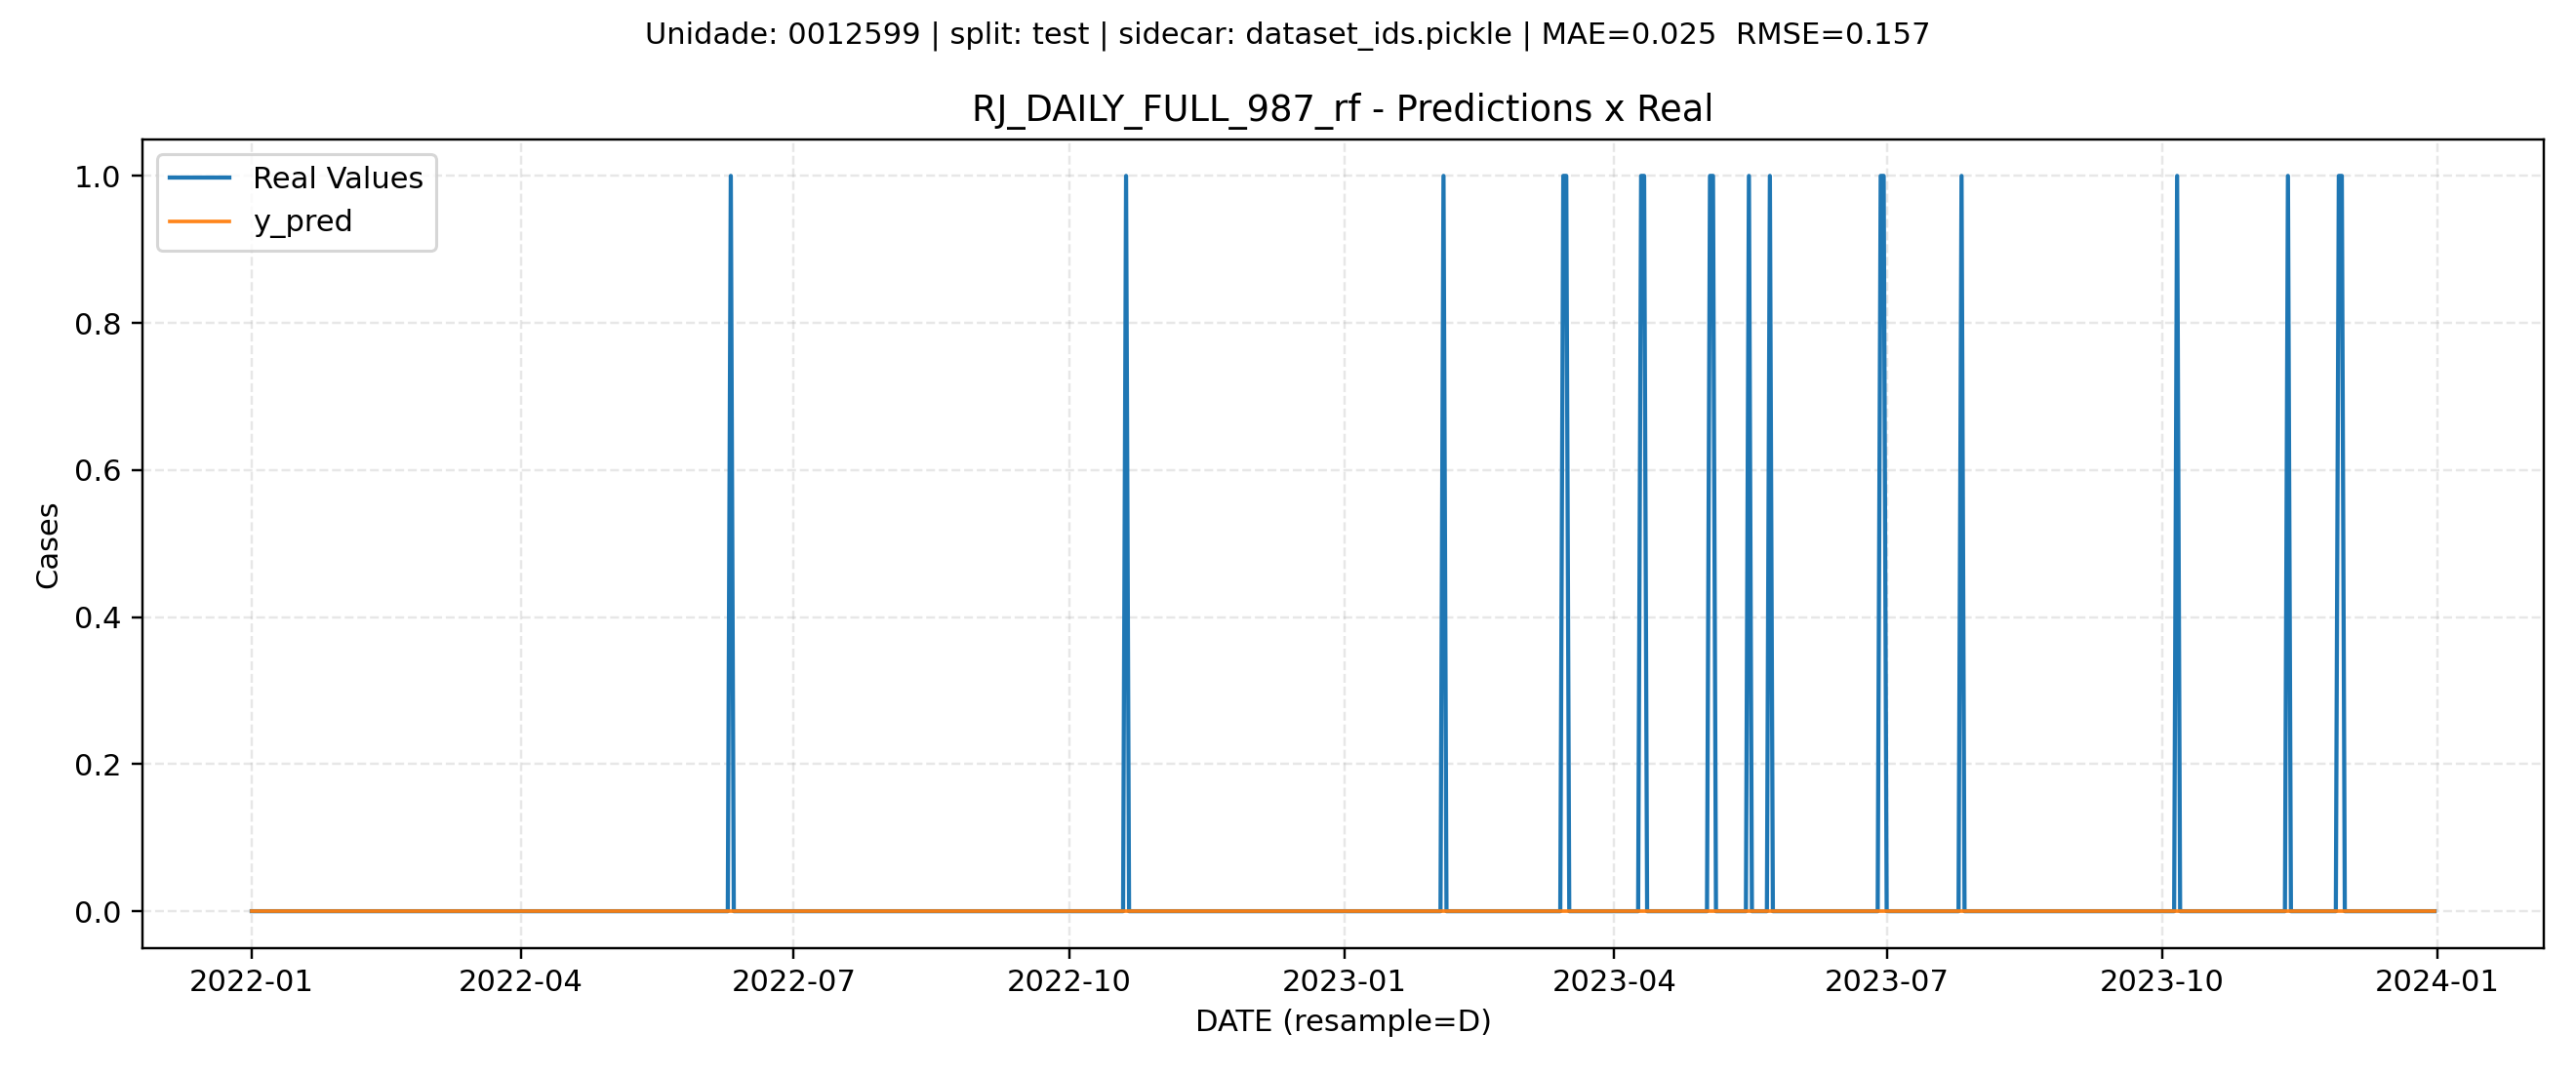 Unidade: 0012599 | split: test | sidecar: dataset_ids.pickle | MAE=0.025  RMSE=0.157
RJ_DAILY_FULL_987_rf - Predictions x Real
Real Values
y_pred
1.0
0.8
0.6
0.4
0.2
0.0
Cases
2022-01 2022-04 2022-07 2022-10 2023-01 2023-04 2023-07 2023-10 2024-01
DATE (resample=D)